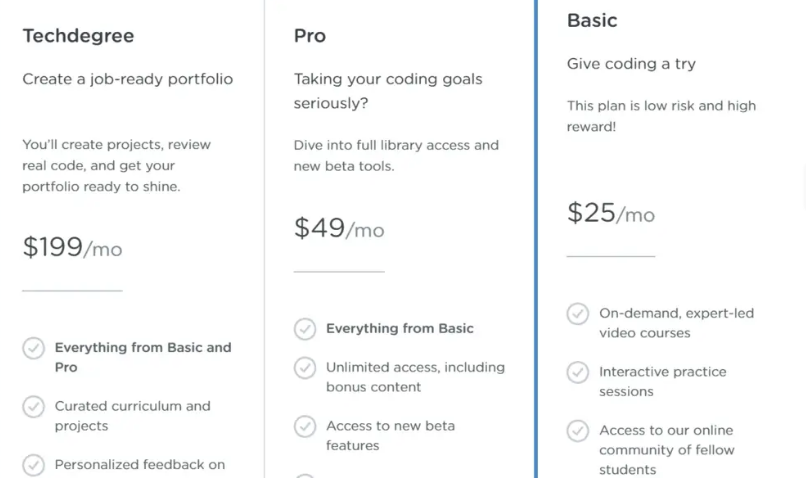 Techdegree
Create a job-ready portfolio
You'll create projects, review
real code, and get your
portfolio ready to shine.
$199/mo
Everything from Basic and
Pro
Curated curriculum and
projects
Personalized feedback on
Pro
Taking your coding goals
seriously?
Dive into full library access and
new beta tools.
$49/mo
Everything from Basic
Unlimited access, including
bonus content
Access to new beta
features
Basic
Give coding a try
This plan is low risk and high
reward!
$25/mo
On-demand, expert-led
video courses
Interactive practice
sessions
Access to our online
community of fellow
students